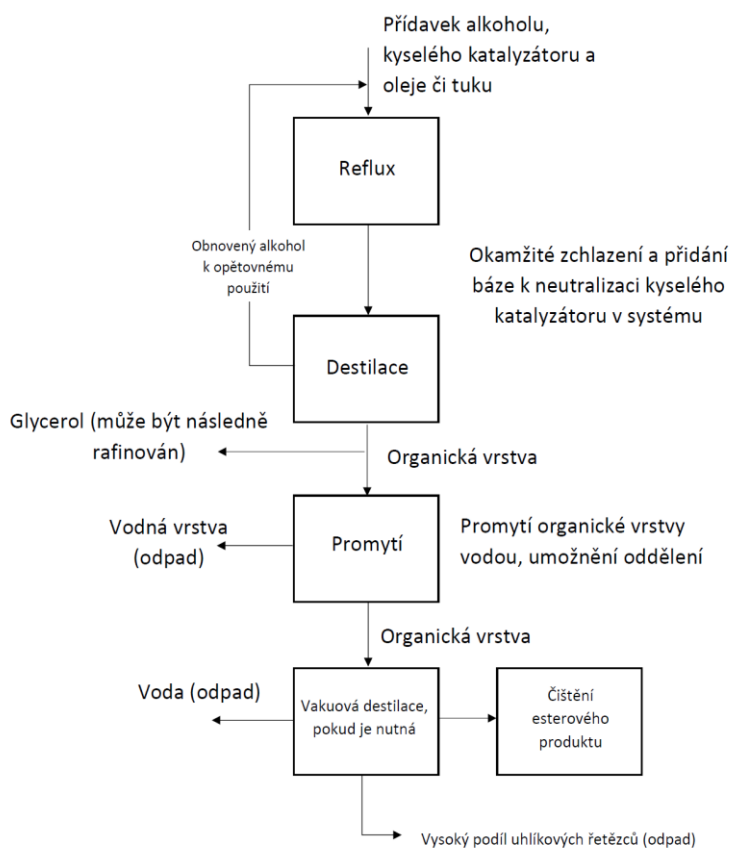 Přídavek alkoholu,
kyselého katalyzátoru a
oleje či tuku
Reflux
Obnovený alkohol
k opětovnému
použití
Okamžité zchlazení a přidání
báze k neutralizaci kyselého
katalyzátoru v systému
Destilace
Glycerol (může být následně
rafinován)
Organická vrstva
Vodná vrstva
(odpad)
Promytí
Promytí organické vrstvy
vodou, umožnění oddělení
Organická vrstva
Voda (odpad)
Vakuová destilace,
pokud je nutná
Čištění
esterového
produktu
Vysoký podíl uhlíkových řetězců (odpad)